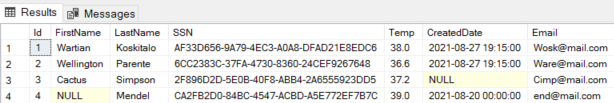 Results Messages
Id FirstName LastName SSN Temp CreatedDate Email
1 1 Wartian Koskitalo AF33D656-9A79-4EC3-A0A8-DFAD21E8EDC6 38.0 2021-08-27 19:15:00 Wosk@mail.com
2 2 Wellington Parente 6CC2383C-37FA-4730-8360-24CEF9267648 36.6 2021-08-27 19:15:00 Ware@mail.com
3 3 Cactus Simpson 2F896D2D-5E0B-40F8-ABB4-2A6555923DD5 37.2 NULL Cimp@mail.com
4 4 NULL Mendel CA2FB2D0-84BC-4547-ACBD-A5E772EF7B7C 39.0 2021-08-20 00:00:00 end@mail.com